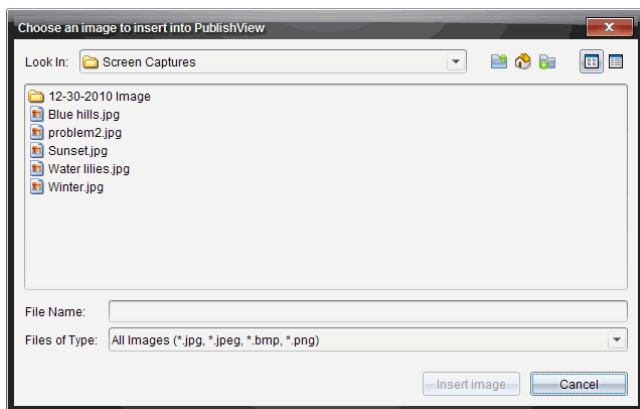 Choose an image to insert into PublishView
Look In: Screen Captures
12-30-2010 Image
Blue hills.jpg
problem2.jpg
Sunset.jpg
Water lilies.jpg
Winter.jpg
File Name:
Files of Type: All Images (*.jpg, *.jpeg, *.bmp, *.png)
Insert image Cancel